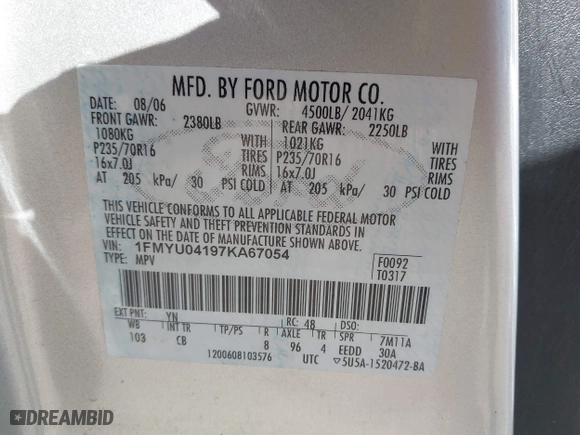 MFD. BY FORD MOTOR CO.
DATE: 08/06 GVWR: 4500LB/ 2041KG
FRONT GAWR: 2380LB REAR GAWR: 2250LB
1080KG WITH 1021KG WITH
P235/70R16 TIRES P235/70R16 TIRES
16x7.0J RIMS 16x7.0J RIMS
AT 205 kPa/ 30 PSI COLD AT 205 kPa/ 30 PSI COLD
THIS VEHICLE CONFORMS TO ALL APPLICABLE FEDERAL MOTOR
VEHICLE SAFETY AND THEFT PREVENTION STANDARDS IN
EFFECT ON THE DATE OF MANUFACTURE SHOWN ABOVE.
VIN: 1FMYU04197KA67054
TYPE: MPV
F0092
T0317
EXT PNT: YN RC: 48 DSO:
WB INT TR TP/PS R AXLE TR SPR 7M11A
103 CB 8 96 4 EEDD 30A
1200608103576 UTC ▽5U5A-1520472-BA
Ford
DREAMBID